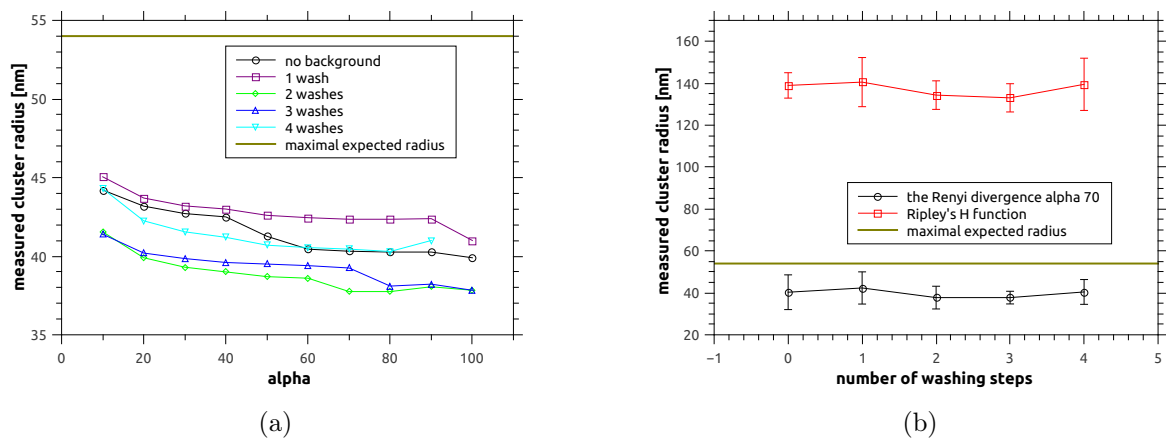 54
50
45
40
35
0
20
40
60
80
100
measured cluster radius [nm]
alpha
no background
1 wash
2 washes
3 washes
4 washes
maximal expected radius
(a)
160
140
120
100
80
60
40
20
−1
0
1
2
3
4
5
measured cluster radius [nm]
number of washing steps
the Renyi divergence alpha 70
Ripley's H function
maximal expected radius
(b)